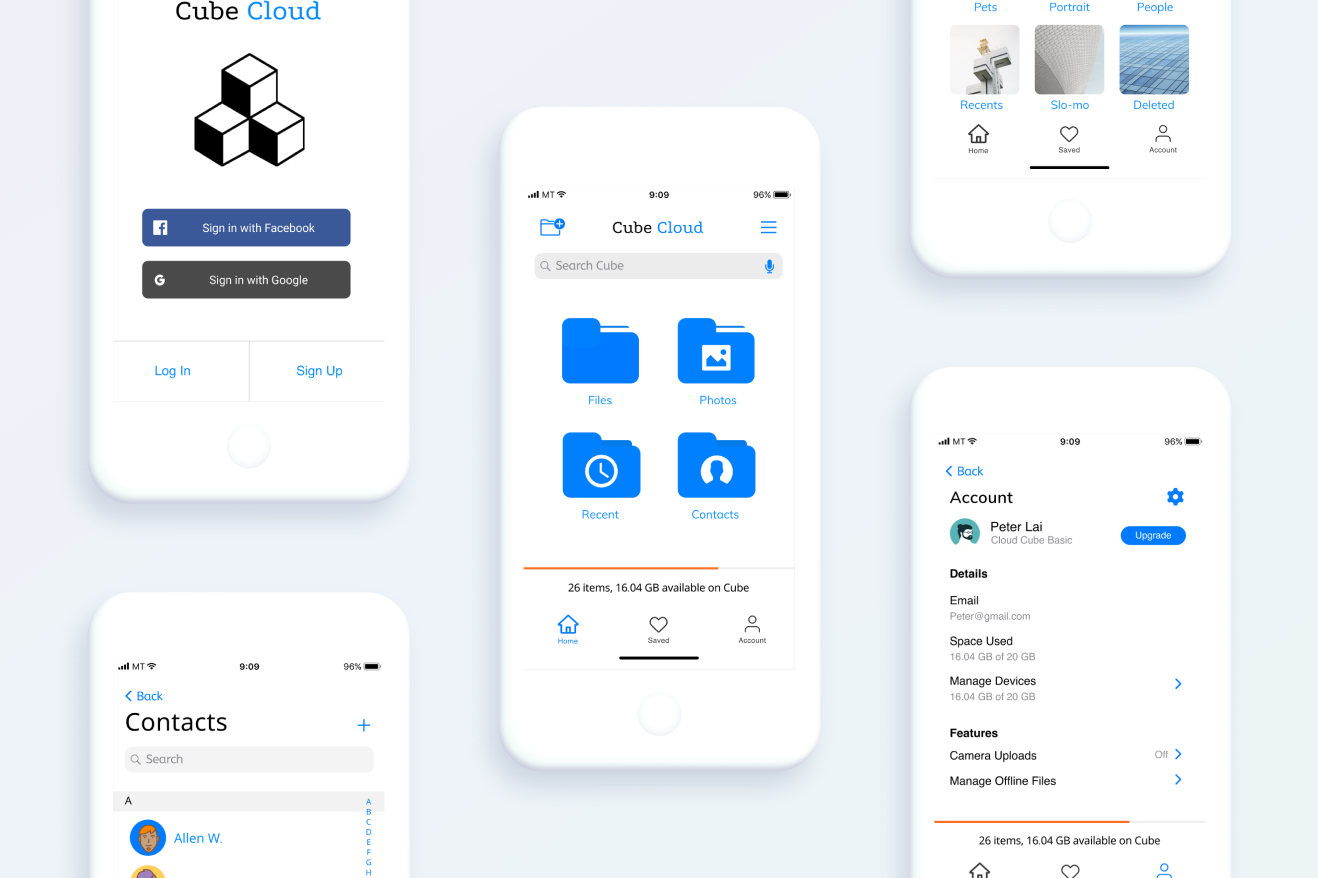 Cube Cloud
Sign in with Facebook
G
Sign in with Google
Log In
Sign Up
MT
9:09
96%
Back
Contacts
Search
A
A
B
C
D
E
F
G
H
Allen W.
MT
9:09
96%
Cube Cloud
Search Cube
Files
Photos
Recent
Contacts
26 items, 16.04 GB available on Cube
Home
Saved
Account
Pets
Portrait
People
Recents
Slo-mo
Deleted
Home
Saved
Account
MT
9:09
96%
Back
Account
Peter Lai
Cloud Cube Basic
Upgrade
Details
Email
Peter@gmail.com
Space Used
16.04 GB of 20 GB
Manage Devices
16.04 GB of 20 GB
Features
Camera Uploads
Off
Manage Offline Files
26 items, 16.04 GB available on Cube